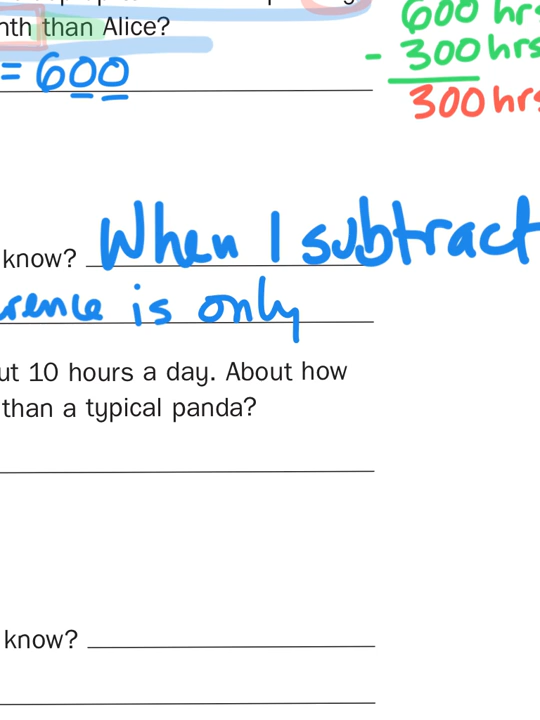 600 hrs
nth than Alice?
- 300 hrs
= 600
300 hrs
know? When I subtract
rence is only
ut 10 hours a day. About how
than a typical panda?
know?